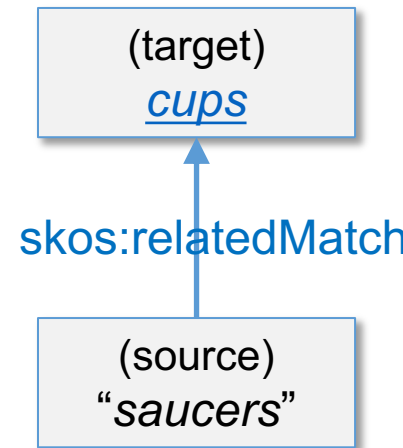 (target)
cups
skos:relatedMatch
(source)
“saucers”